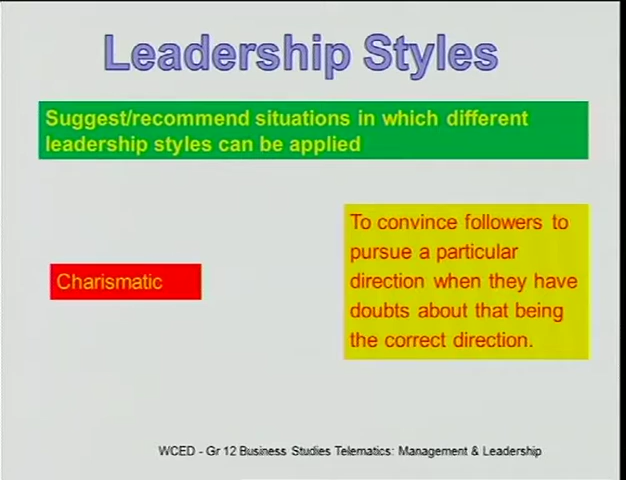 Leadership Styles
Suggest/recommend situations in which different
leadership styles can be applied
To convince followers to
pursue a particular
direction when they have
doubts about that being
the correct direction.
Charismatic
WCED - Gr 12 Business Studies Telematics: Management & Leadership